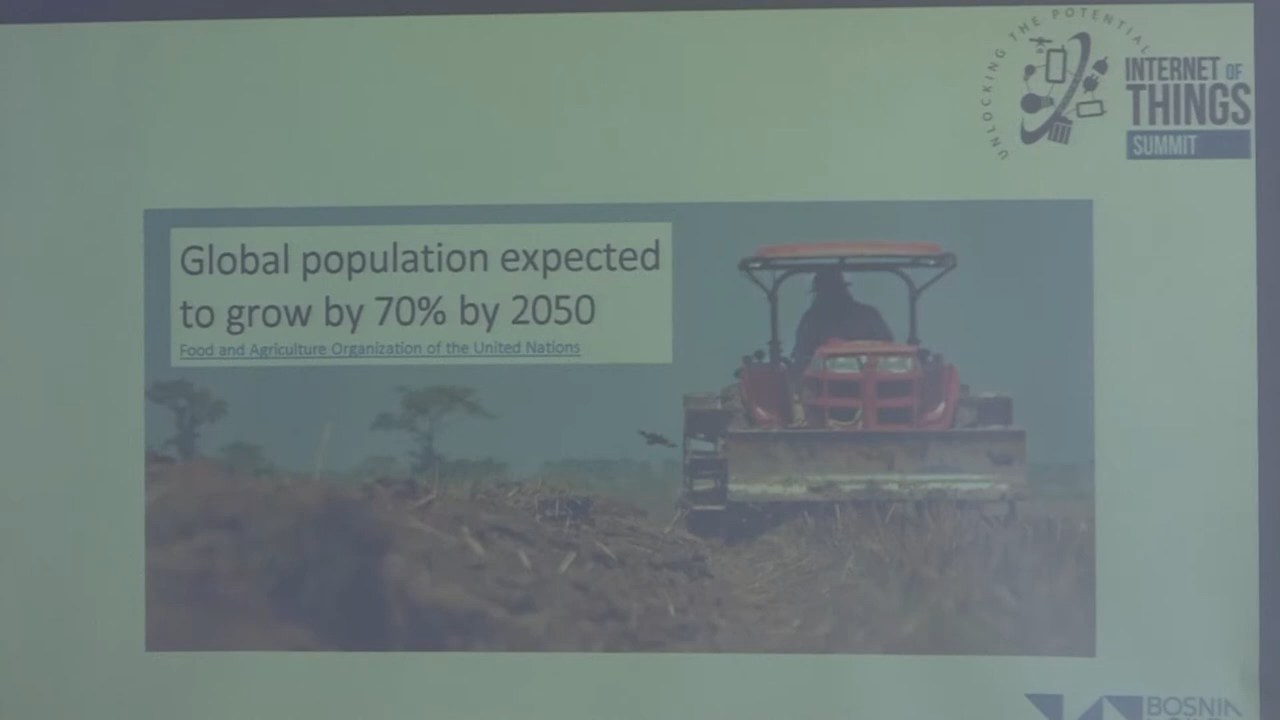 UNLOCKING THE POTENTIAL
INTERNET OF
THINGS
SUMMIT
Global population expected
to grow by 70% by 2050
Food and Agriculture Organization of the United Nations
BOSNIA